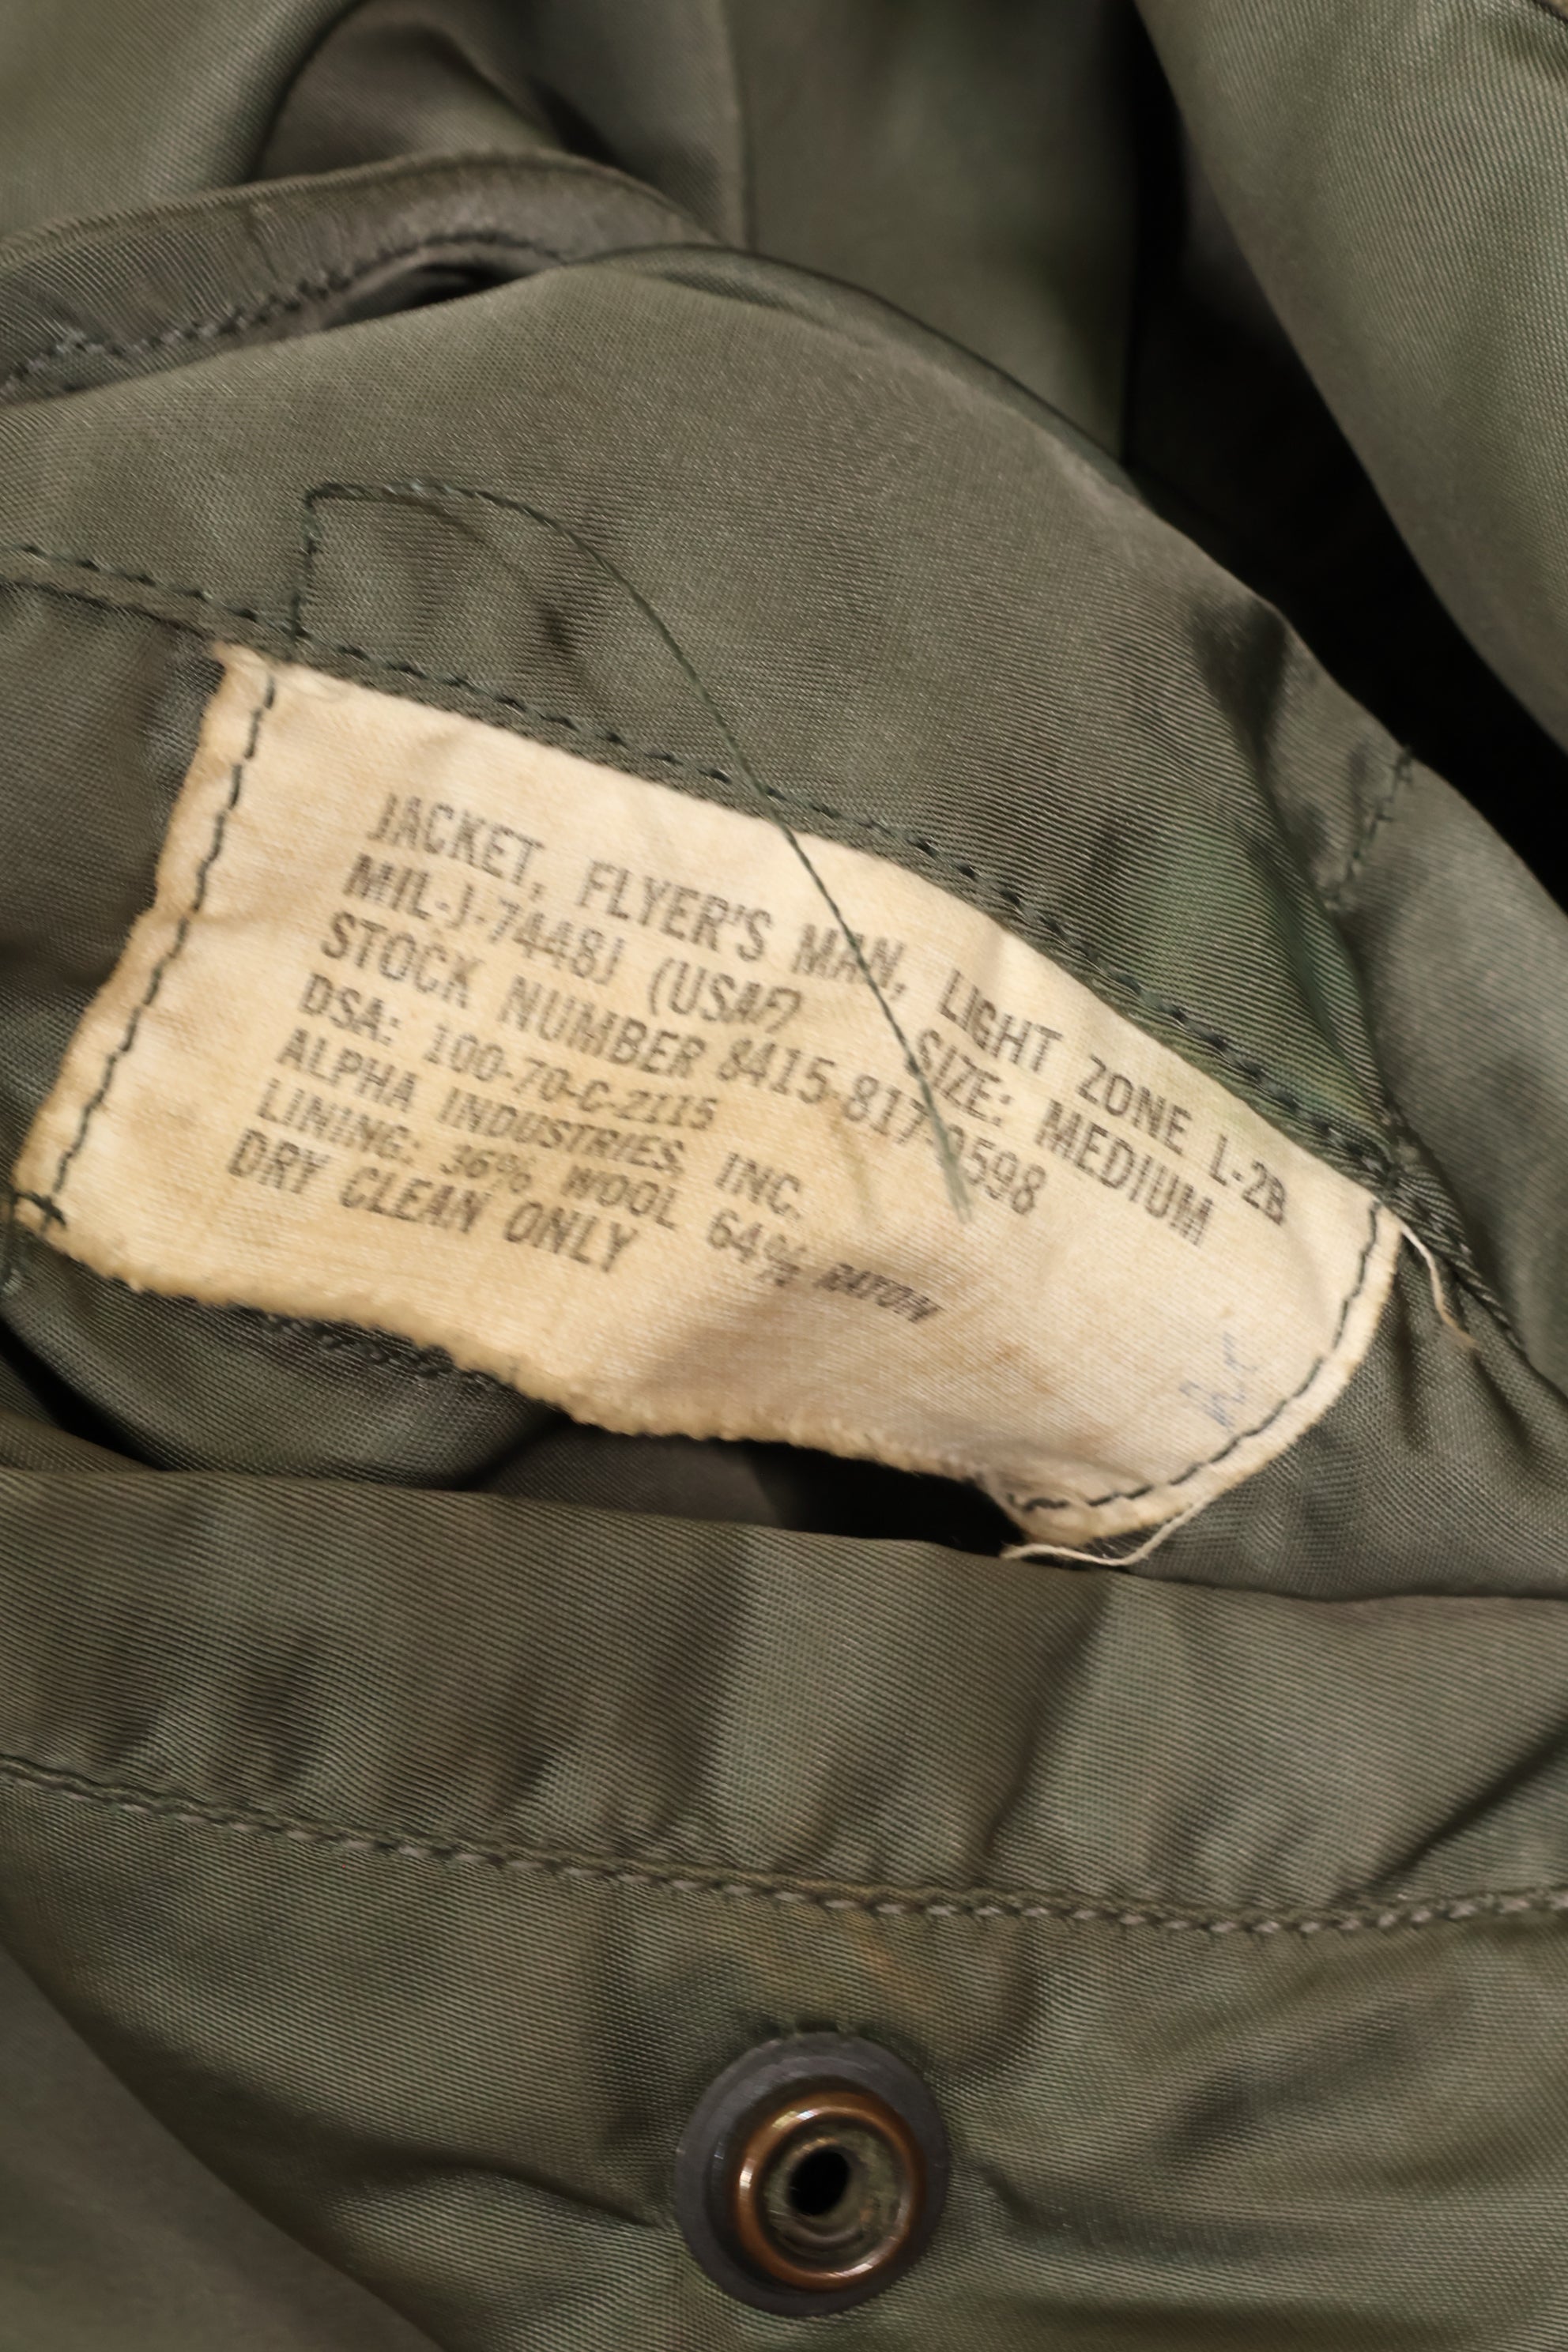 JACKET, FLYER'S MAN, LIGHT ZONE L-2B
MIL-J-7448J (USAF) SIZE: MEDIUM
STOCK NUMBER 8415-817-0598
DSA: 100-70-C-2115
ALPHA INDUSTRIES, INC.
LINING: 36% WOOL 64%
DRY CLEAN ONLY